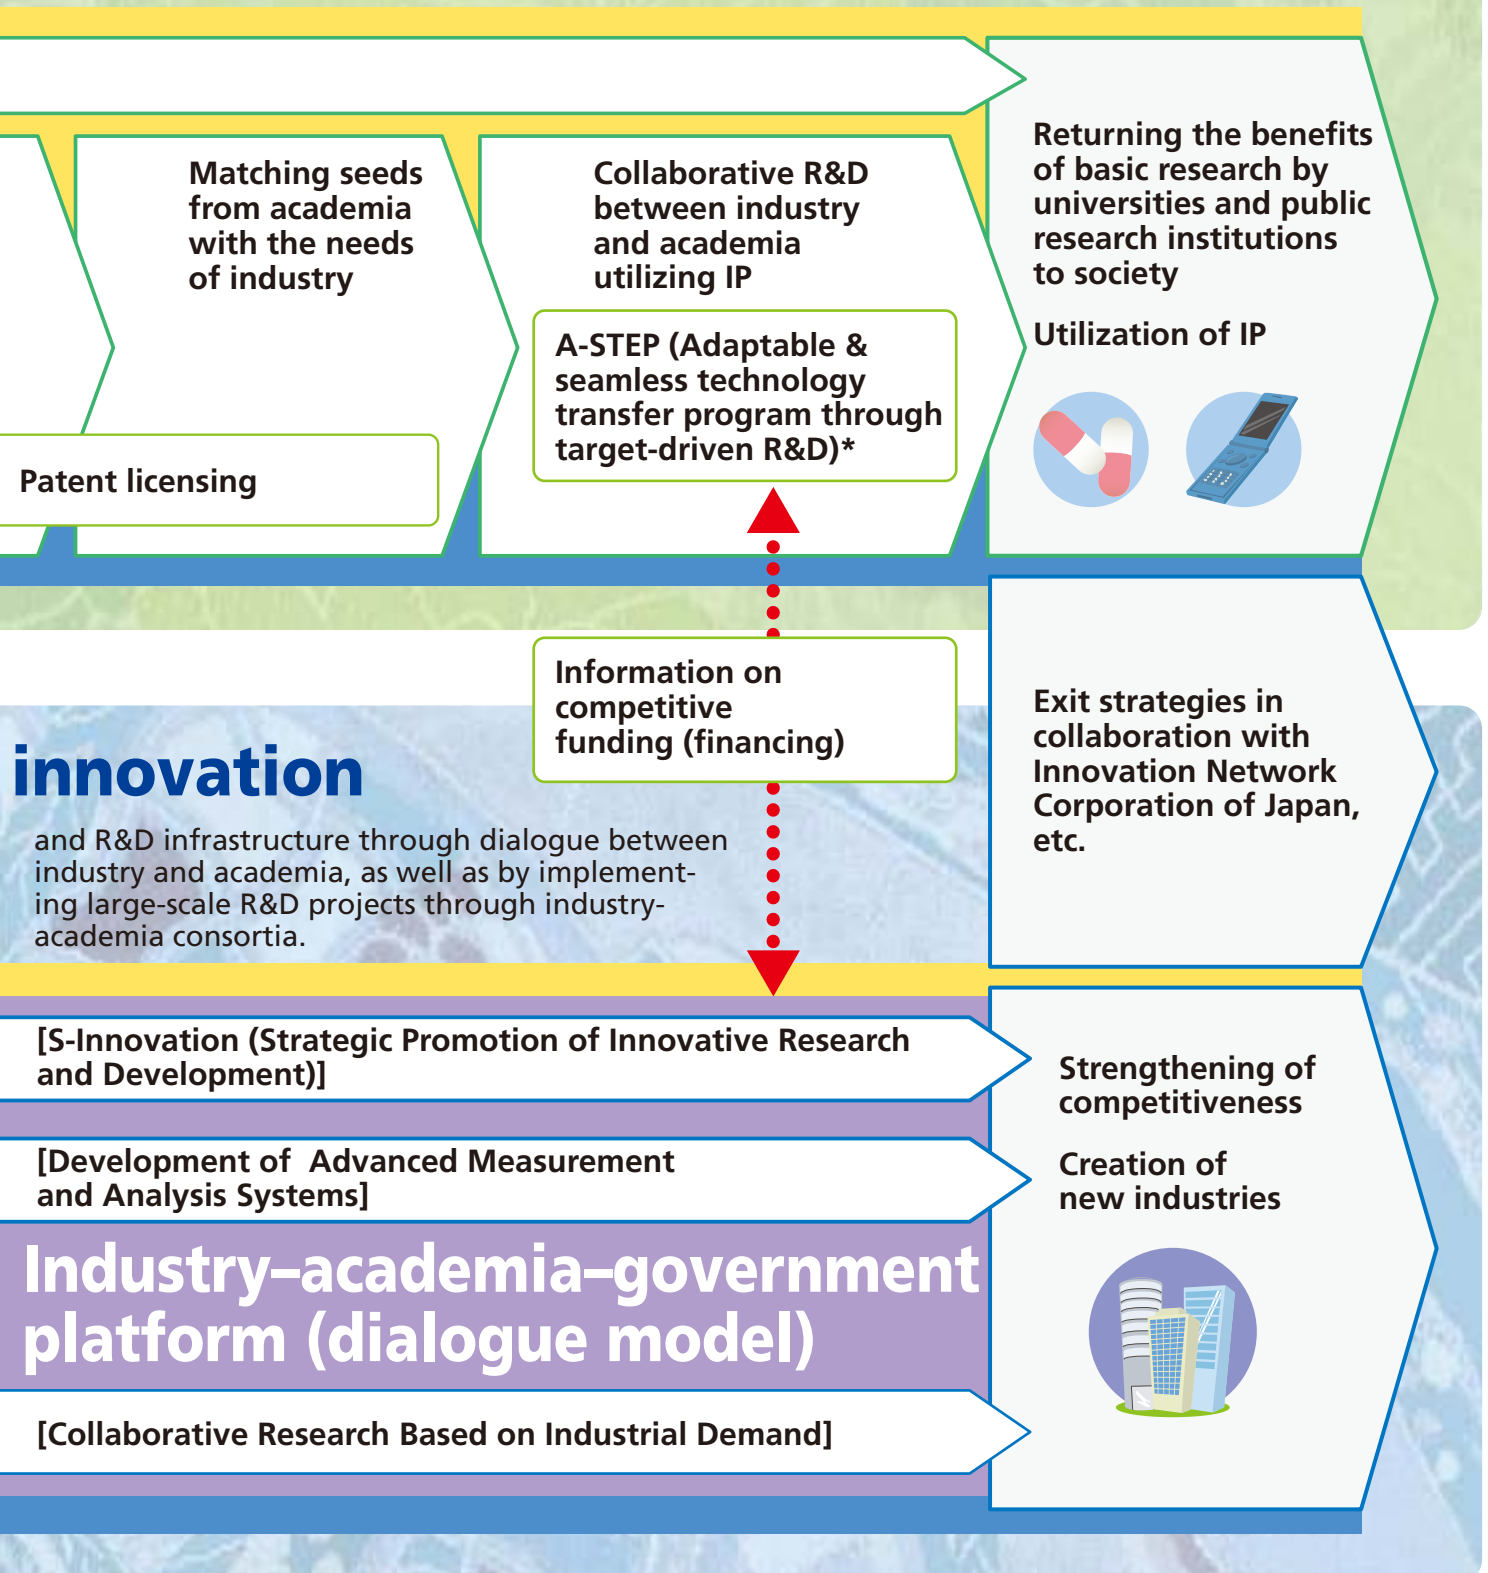 Matching seeds
from academia
with the needs
of industry
Patent licensing
Collaborative R&D
between industry
and academia
utilizing IP
A-STEP (Adaptable &
seamless technology
transfer program through
target-driven R&D)*
Returning the benefits
of basic research by
universities and public
research institutions
to society
Utilization of IP
Information on
competitive
funding (financing)
Exit strategies in
collaboration with
Innovation Network
Corporation of Japan,
etc.
innovation
and R&D infrastructure through dialogue between
industry and academia, as well as by implement-
ing large-scale R&D projects through industry-
academia consortia.
[S-Innovation (Strategic Promotion of Innovative Research
and Development)]
[Development of  Advanced Measurement
and Analysis Systems]
Industry–academia–government
platform (dialogue model)
[Collaborative Research Based on Industrial Demand]
Strengthening of
competitiveness
Creation of
new industries